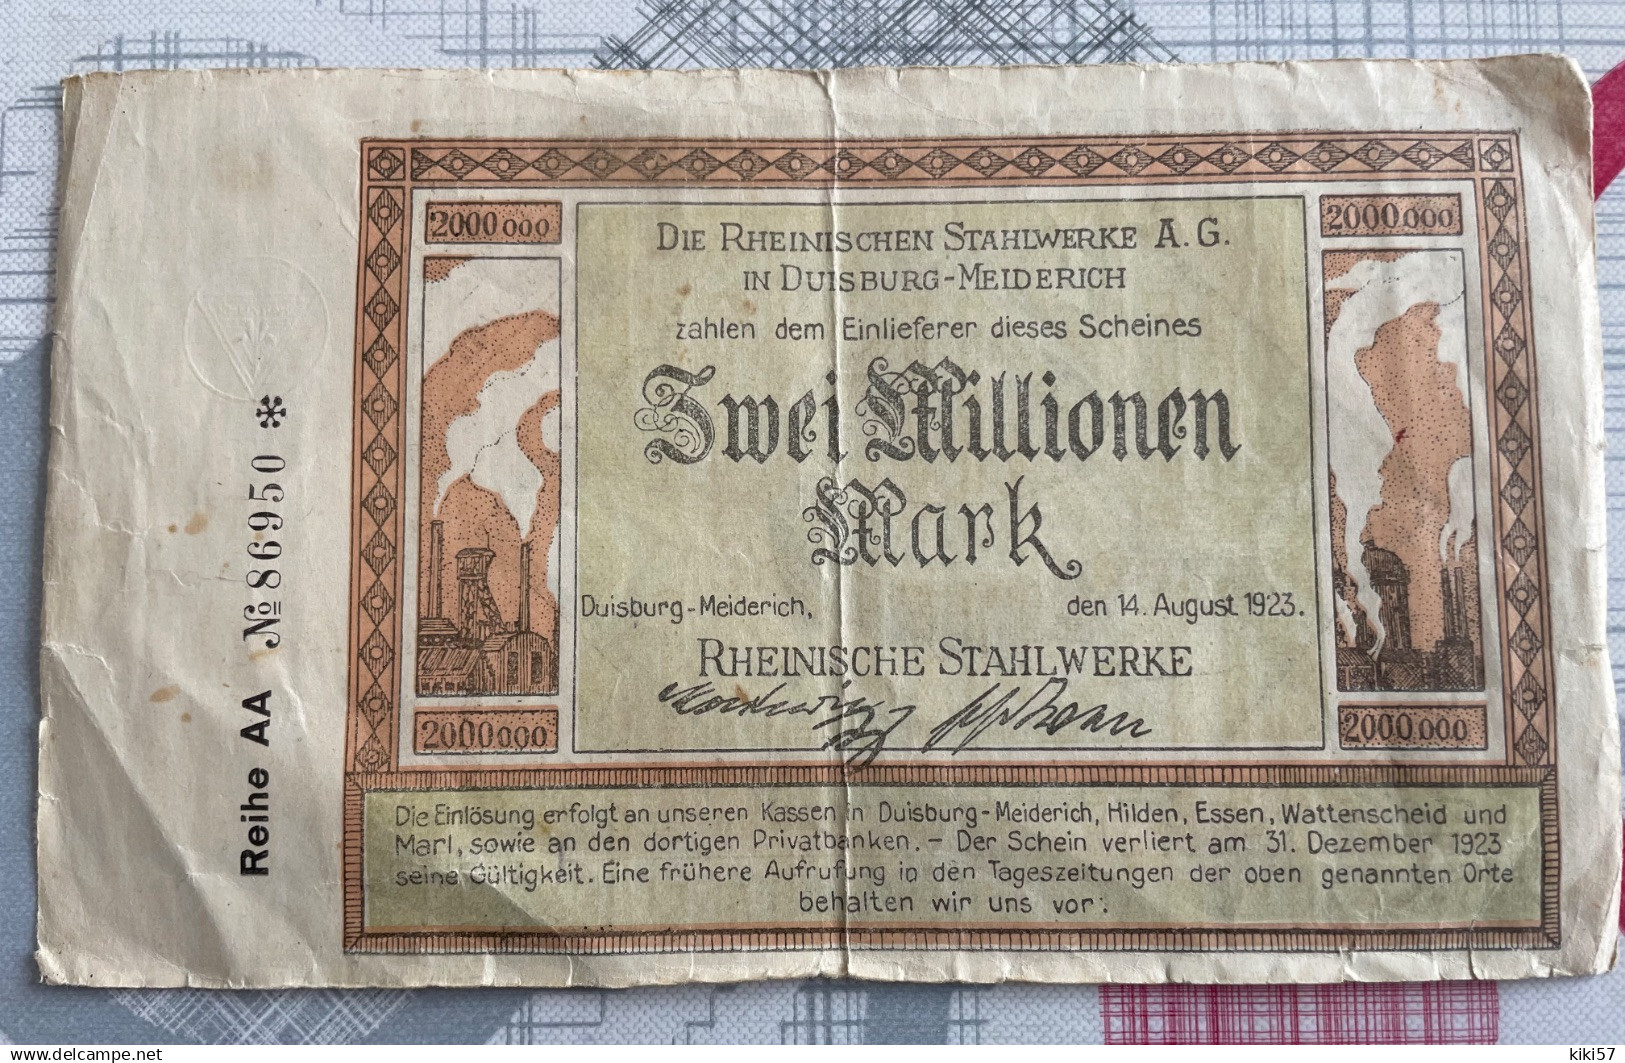 2000000
2000000
DIE RHEINISCHEN STAHLWERKE A. G.
IN DUISBURG-MEIDERICH
zahlen dem Einlieferer dieses Scheines
Zwei Millionen
Mark
Duisburg-Meiderich, den 14. August 1923.
RHEINISCHE STAHLWERKE
2000000
2000000
Die Einlösung erfolgt an unseren Kassen in Duisburg-Meiderich, Hilden, Essen, Wattenscheid und
Marl, sowie an den dortigen Privatbanken. – Der Schein verliert am 31. Dezember 1923
seine Gültigkeit. Eine frühere Aufrufung in den Tageszeitungen der oben genannten Orte
behalten wir uns vor.
Reihe AA № 86950 *
delcampe.net
kiki57